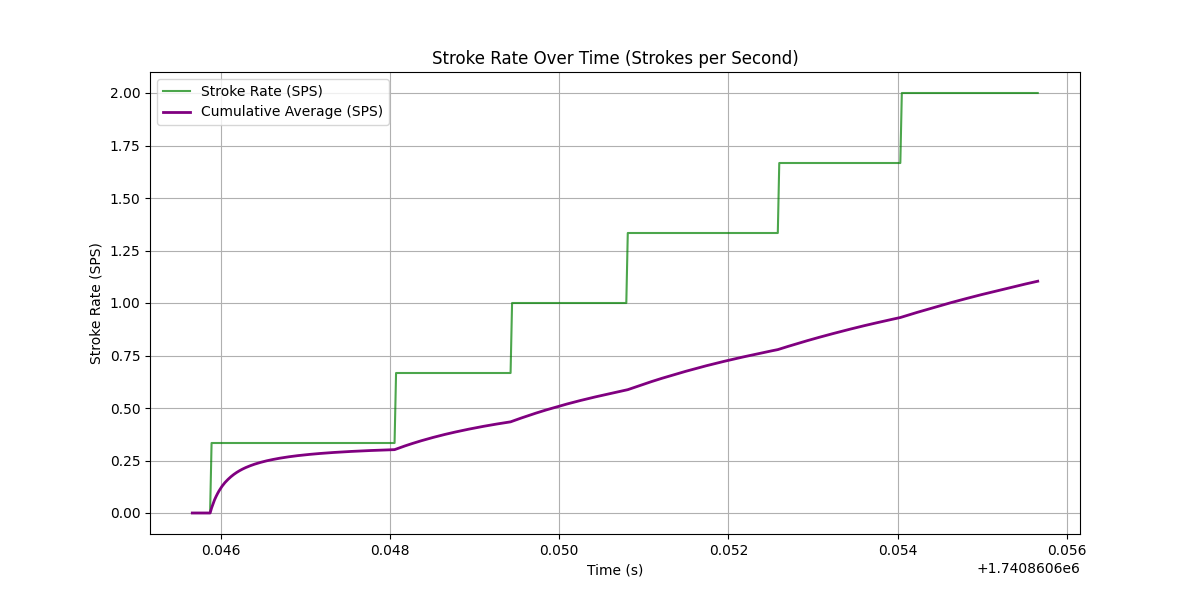 Stroke Rate Over Time (Strokes per Second)
Stroke Rate (SPS)
Cumulative Average (SPS)
2.00
1.75
1.50
1.25
1.00
0.75
0.50
0.25
0.00
Stroke Rate (SPS)
0.046 0.048 0.050 0.052 0.054 0.056
Time (s)
+1.7408606e6